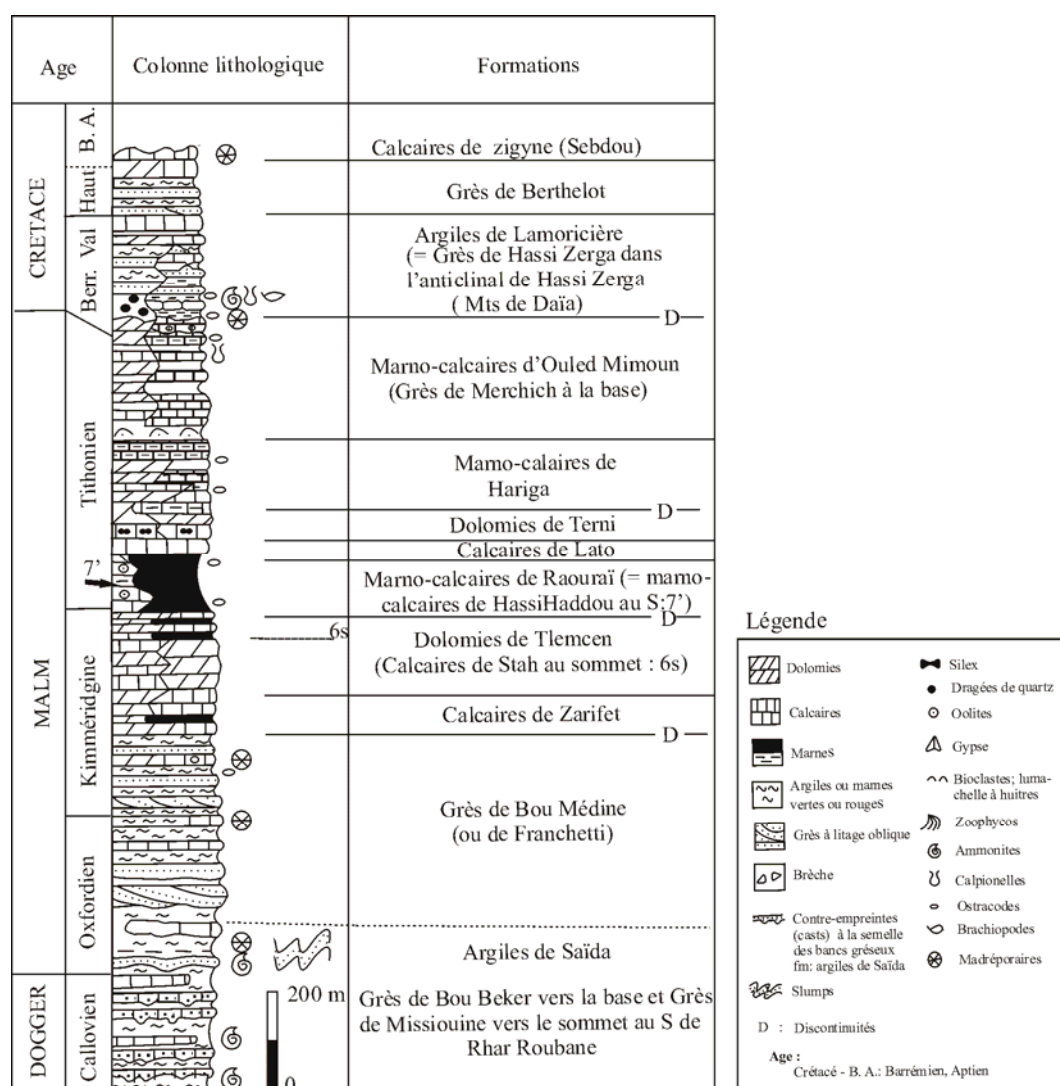 Age
Colonne lithologique
Formations
CRETACE
MALM
DOGGER
B. A.
Haut
Val
Berr.
Tithonien
7'
Kimméridgine
Oxfordien
Callovien
6s
200 m
0
Calcaires de zigyne (Sebdou)
Grès de Berthelot
Argiles de Lamoricière
(= Grès de Hassi Zerga dans
l'anticlinal de Hassi Zerga
( Mts de Daïa)
D
Marno-calcaires d'Ouled Mimoun
(Grès de Merchich à la base)
Marno-calaires de
Hariga
D
Dolomies de Terni
Calcaires de Lato
Marno-calcaires de Raouraï (= mamo-
calcaires de HassiHaddou au S:7')
D
Dolomies de Tlemcen
(Calcaires de Stah au sommet : 6s)
Calcaires de Zarifet
D
Grès de Bou Médine
(ou de Franchetti)
Argiles de Saïda
Grès de Bou Beker vers la base et Grès
de Missiouine vers le sommet au S de
Rhar Roubane
Légende
Dolomies
Calcaires
Marnes
Argiles ou mames
vertes ou rouges
Grès à litage oblique
Brèche
Contre-empreintes
(casts) à la semelle
des bancs gréseux
fm: argiles de Saïda
Slumps
D : Discontinuités
Age :
Crétacé - B. A.: Barrémien, Aptien
Silex
Dragées de quartz
Oolites
Gypse
Bioclastes; luma-
chelle à huitres
Zoophycos
Ammonites
Calpionelles
Ostracodes
Brachiopodes
Madréporaires